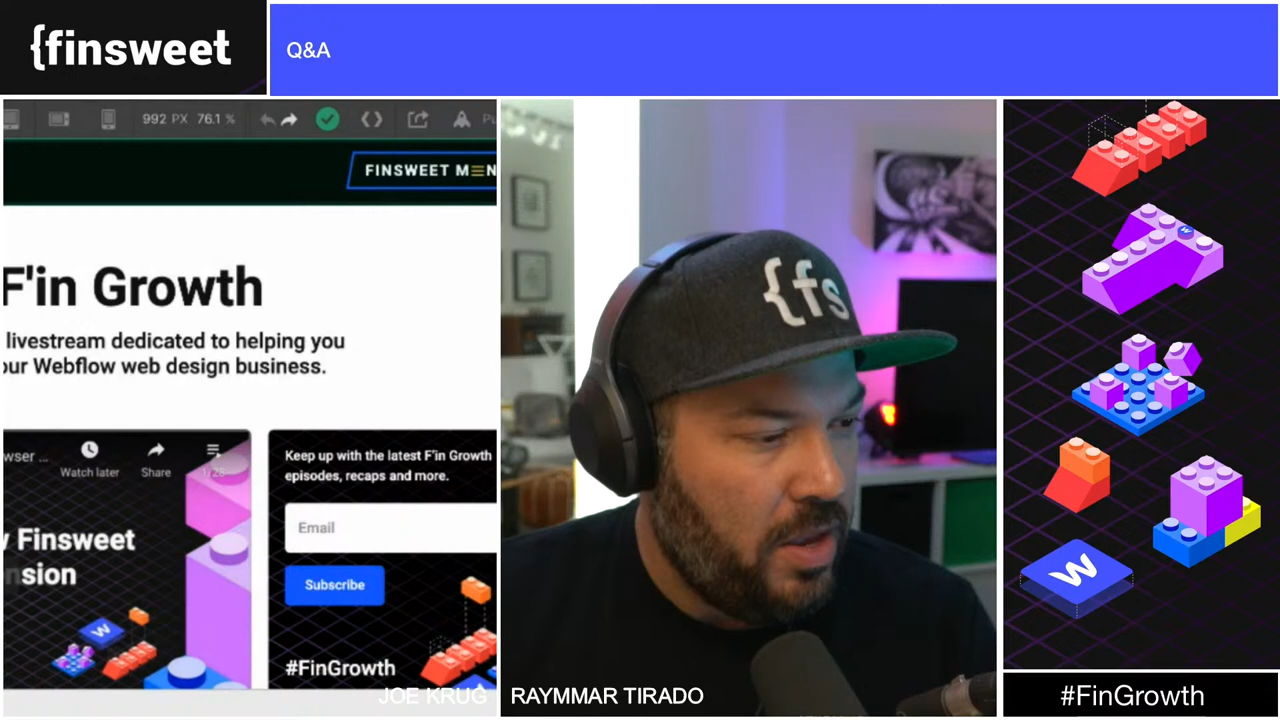 {finsweet
Q&A
992 PX 76.1 %
FINSWEET
F'in Growth
livestream dedicated to helping you
our Webflow web design business.
Watch later
Share
1/26
Finsweet
nsion
Keep up with the latest F'in Growth
episodes, recaps and more.
Email
Subscribe
#FinGrowth
JOE KRUG
{fs
RAYMMAR TIRADO
W
#FinGrowth